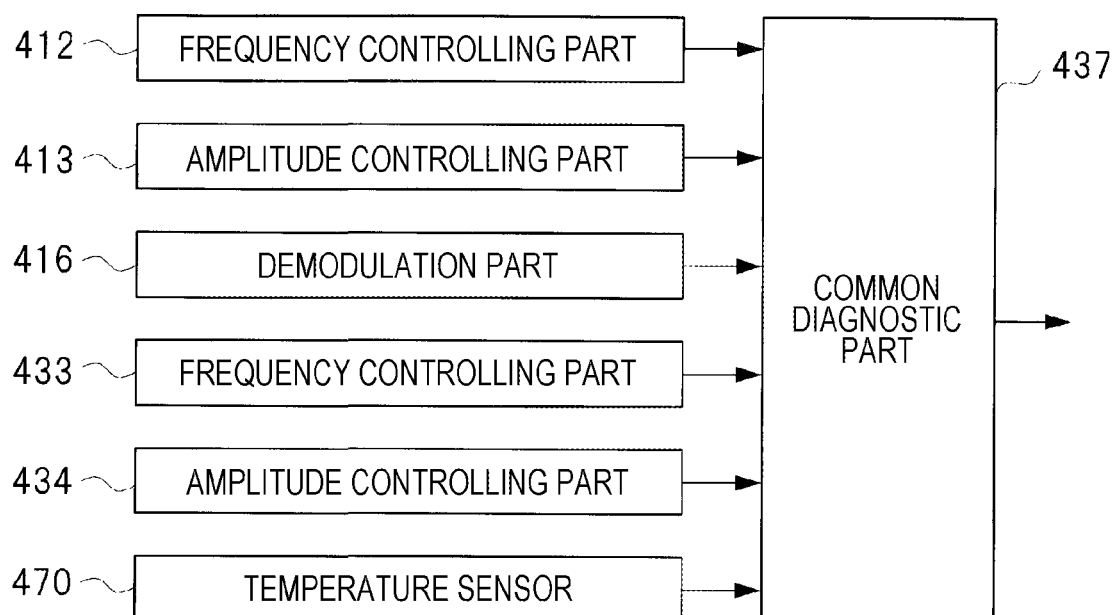 412 FREQUENCY CONTROLLING PART
437
413 AMPLITUDE CONTROLLING PART
416 DEMODULATION PART
COMMON
DIAGNOSTIC
PART
433 FREQUENCY CONTROLLING PART
434 AMPLITUDE CONTROLLING PART
470 TEMPERATURE SENSOR